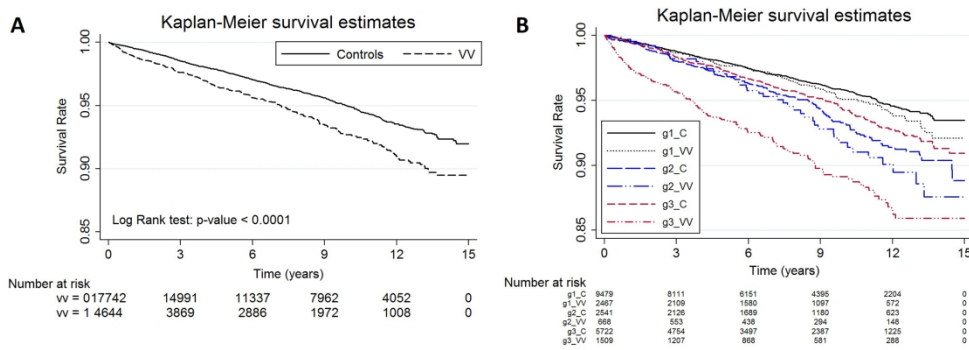 A
Kaplan-Meier survival estimates
Controls VV
1.00
0.95
0.90
0.85
Survival Rate
Log Rank test: p-value < 0.0001
0 3 6 9 12 15
Time (years)
Number at risk
vv = 017742 14991 11337 7962 4052 0
vv = 1 4644 3869 2886 1972 1008 0
B
Kaplan-Meier survival estimates
1.00
0.95
0.90
0.85
Survival Rate
g1_C
g1_VV
g2_C
g2_VV
g3_C
g3_VV
0 3 6 9 12 15
Time (years)
Number at risk
g1_C 9479 8111 6151 4395 2204 0
g1_VV 2467 2109 1580 1097 572 0
g2_C 2541 2126 1689 1180 623 0
g2_VV 668 553 438 294 148 0
g3_C 5722 4754 3497 2387 1225 0
g3_VV 1509 1207 868 581 288 0